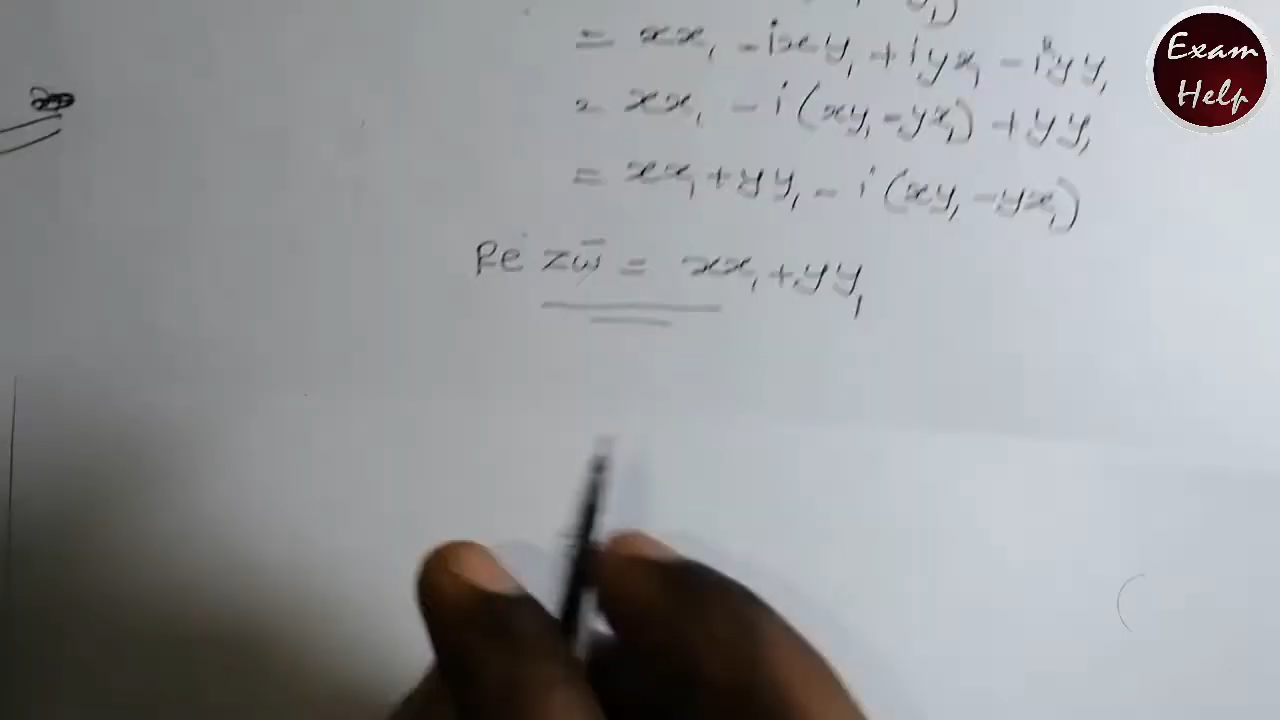 = xx₁ - ixy₁ + iyx₁ - i²yy₁
= xx₁ - i(xy₁ - yx₁) + yy₁
= xx₁ + yy₁ - i(xy₁ - yx₁)
Re zw̄ = xx₁ + yy₁
Exam
Help